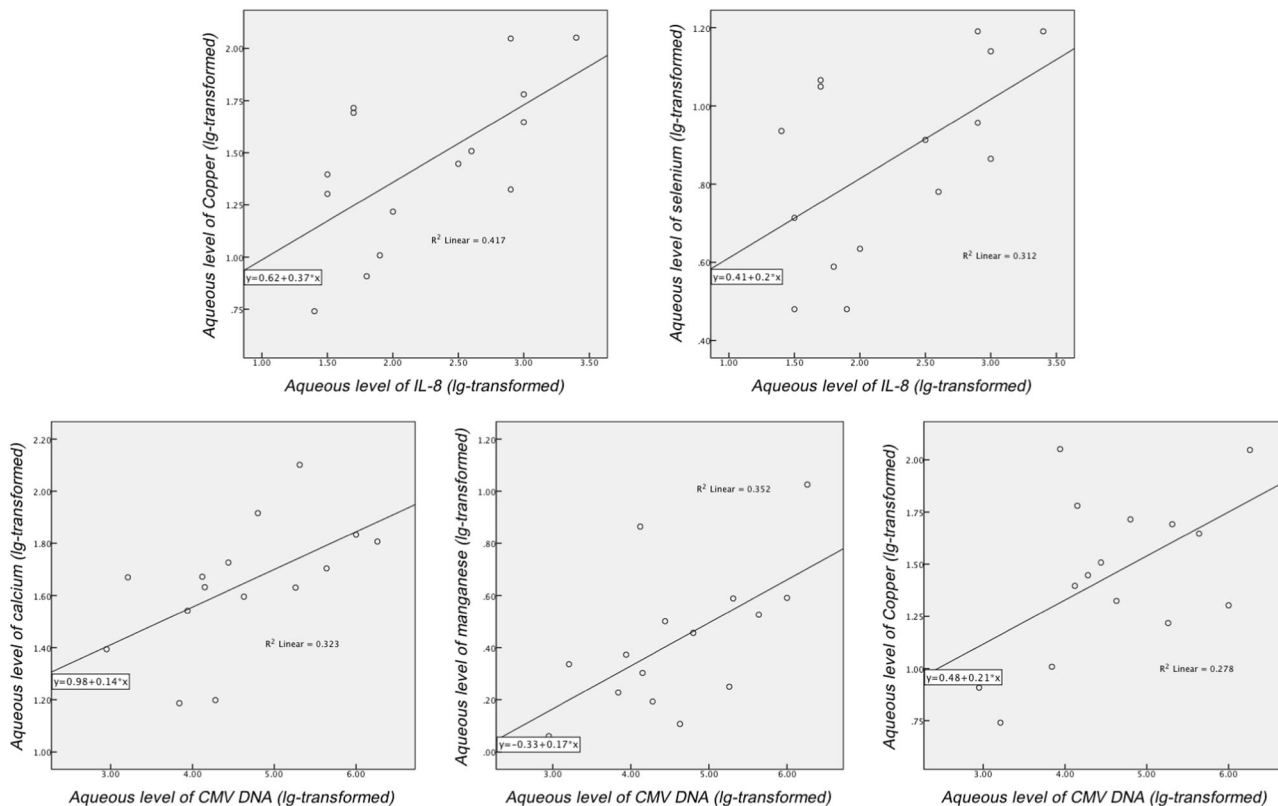 Aqueous level of Copper (lg-transformed)
2.00
1.75
1.50
1.25
1.00
.75
R² Linear = 0.417
y=0.62+0.37*x
1.00 1.50 2.00 2.50 3.00 3.50
Aqueous level of IL-8 (lg-transformed)
Aqueous level of selenium (lg-transformed)
1.20
1.00
.80
.60
.40
R² Linear = 0.312
y=0.41+0.2*x
1.00 1.50 2.00 2.50 3.00 3.50
Aqueous level of IL-8 (lg-transformed)
Aqueous level of calcium (lg-transformed)
2.20
2.00
1.80
1.60
1.40
1.20
1.00
R² Linear = 0.323
y=0.98+0.14*x
3.00 4.00 5.00 6.00
Aqueous level of CMV DNA (lg-transformed)
Aqueous level of manganese (lg-transformed)
1.20
1.00
.80
.60
.40
.20
.00
R² Linear = 0.352
y=-0.33+0.17*x
3.00 4.00 5.00 6.00
Aqueous level of CMV DNA (lg-transformed)
Aqueous level of Copper (lg-transformed)
2.00
1.75
1.50
1.25
1.00
.75
R² Linear = 0.278
y=0.48+0.21*x
3.00 4.00 5.00 6.00
Aqueous level of CMV DNA (lg-transformed)